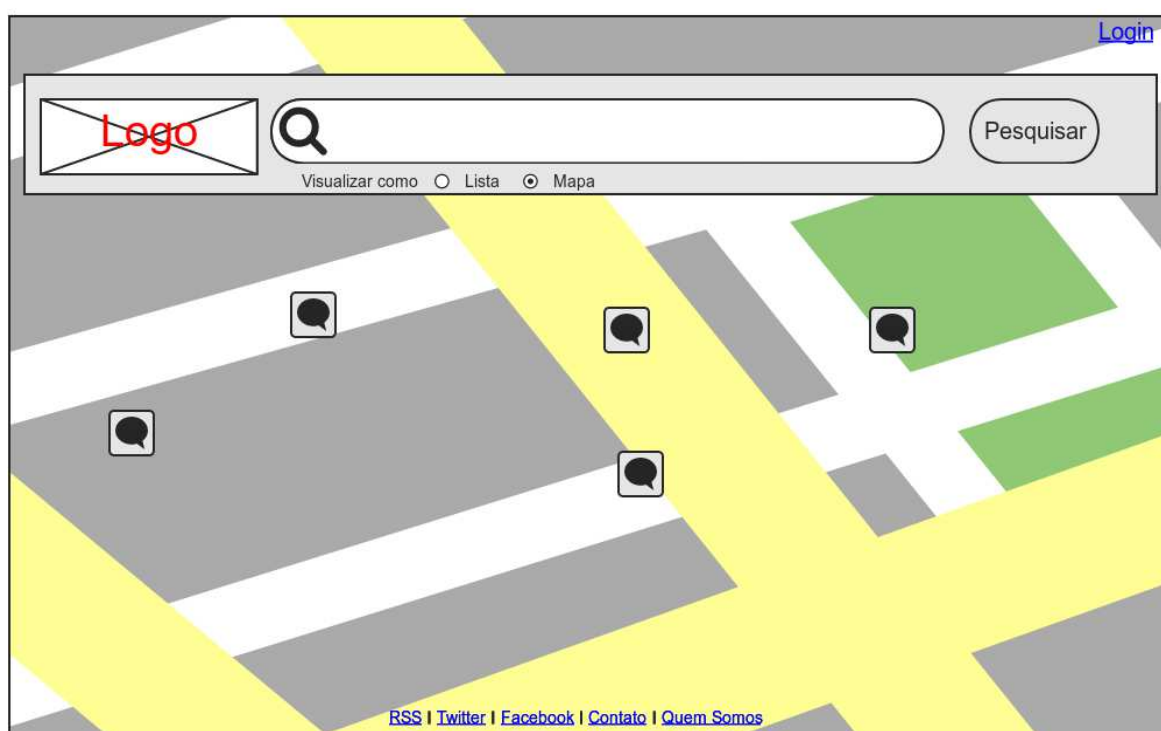 Login
Logo
Pesquisar
Visualizar como Lista Mapa
RSS | Twitter | Facebook | Contato | Quem Somos